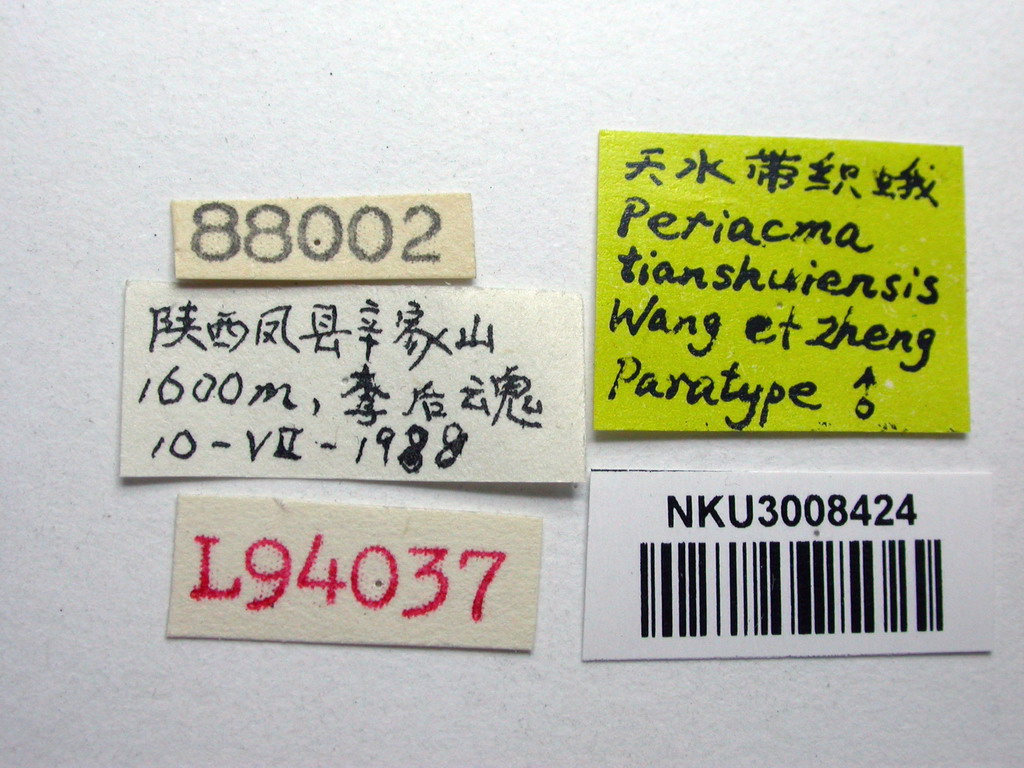 88002
陕西凤县辛家山
1600m, 李后魂
10-VII-1988
L94037
天水带织蛾
Periacma
tianshuiensis
Wang et Zheng
Paratype ♂
NKU3008424